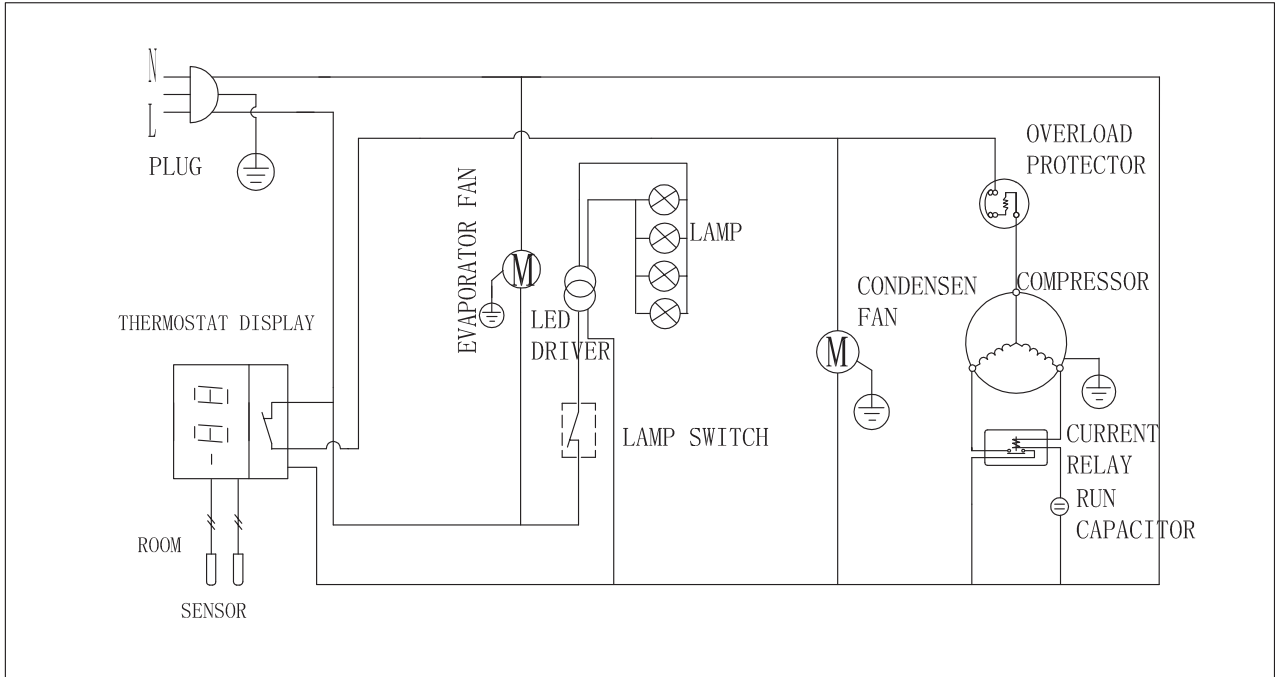 N
L
PLUG
OVERLOAD
PROTECTOR
EVAPORATOR FAN
M
LAMP
LED
DRIVER
THERMOSTAT DISPLAY
CONDENSEN
FAN
M
COMPRESSOR
LAMP SWITCH
CURRENT
RELAY
RUN
CAPACITOR
ROOM
SENSOR